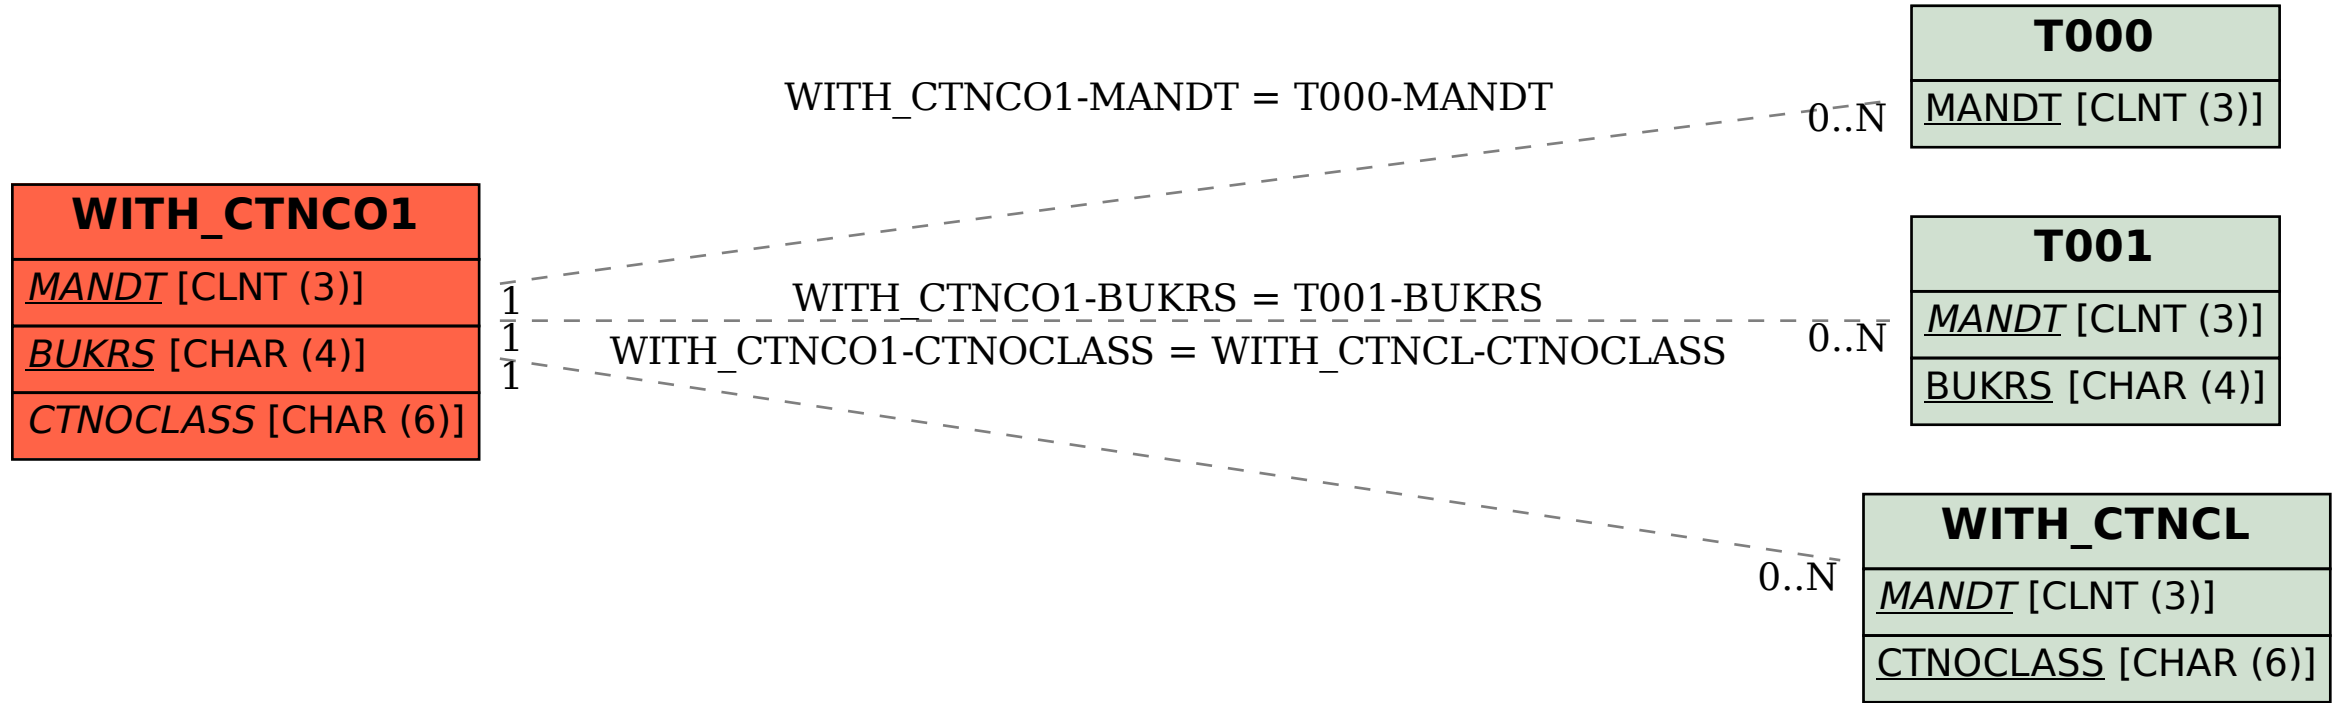 WITH_CTNCO1
MANDT [CLNT (3)]
BUKRS [CHAR (4)]
CTNOCLASS [CHAR (6)]
WITH_CTNCO1-MANDT = T000-MANDT
1
0..N
WITH_CTNCO1-BUKRS = T001-BUKRS
1
0..N
WITH_CTNCO1-CTNOCLASS = WITH_CTNCL-CTNOCLASS
1
0..N
T000
MANDT [CLNT (3)]
T001
MANDT [CLNT (3)]
BUKRS [CHAR (4)]
WITH_CTNCL
MANDT [CLNT (3)]
CTNOCLASS [CHAR (6)]